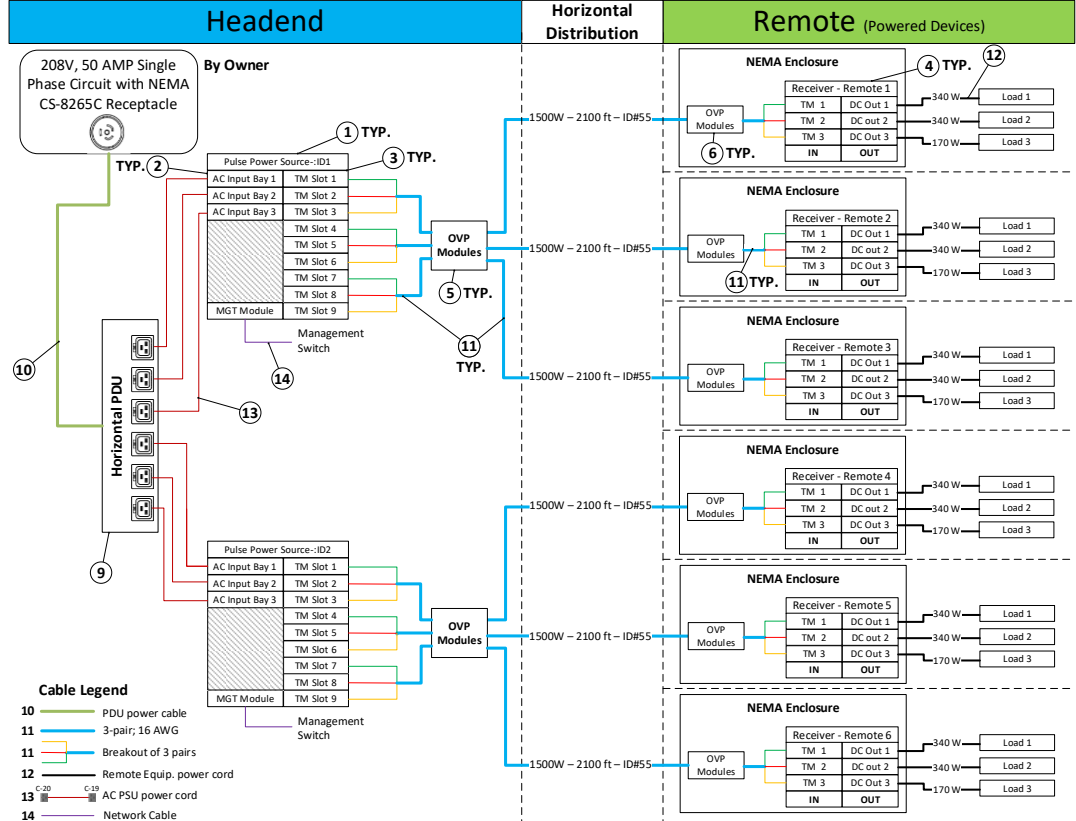 Headend
Horizontal
Distribution
Remote (Powered Devices)
208V, 50 AMP Single
Phase Circuit with NEMA
CS-8265C Receptacle
By Owner
1 TYP.
TYP. 2
3 TYP.
Pulse Power Source-:ID1
AC Input Bay 1 TM Slot 1
AC Input Bay 2 TM Slot 2
AC Input Bay 3 TM Slot 3
TM Slot 4
TM Slot 5
TM Slot 6
TM Slot 7
TM Slot 8
MGT Module TM Slot 9
Management
Switch
14
13
10
Horizontal PDU
9
OVP
Modules
5 TYP.
11
TYP.
Pulse Power Source-:ID2
AC Input Bay 1 TM Slot 1
AC Input Bay 2 TM Slot 2
AC Input Bay 3 TM Slot 3
TM Slot 4
TM Slot 5
TM Slot 6
TM Slot 7
TM Slot 8
MGT Module TM Slot 9
Management
Switch
OVP
Modules
Cable Legend
10 PDU power cable
11 3-pair; 16 AWG
11 Breakout of 3 pairs
12 Remote Equip. power cord
C-20 C-19
13 AC PSU power cord
14 Network Cable
1500W – 2100 ft – ID#55
1500W – 2100 ft – ID#55
1500W – 2100 ft – ID#55
1500W – 2100 ft – ID#55
1500W – 2100 ft – ID#55
1500W – 2100 ft – ID#55
NEMA Enclosure
4 TYP.
12
OVP
Modules
6 TYP.
Receiver - Remote 1
TM 1 DC Out 1 340 W Load 1
TM 2 DC out 2 340 W Load 2
TM 3 DC Out 3 170 W Load 3
IN OUT
NEMA Enclosure
OVP
Modules
11 TYP.
Receiver - Remote 2
TM 1 DC Out 1 340 W Load 1
TM 2 DC out 2 340 W Load 2
TM 3 DC Out 3 170 W Load 3
IN OUT
NEMA Enclosure
OVP
Modules
Receiver - Remote 3
TM 1 DC Out 1 340 W Load 1
TM 2 DC out 2 340 W Load 2
TM 3 DC Out 3 170 W Load 3
IN OUT
NEMA Enclosure
OVP
Modules
Receiver - Remote 4
TM 1 DC Out 1 340 W Load 1
TM 2 DC out 2 340 W Load 2
TM 3 DC Out 3 170 W Load 3
IN OUT
NEMA Enclosure
OVP
Modules
Receiver - Remote 5
TM 1 DC Out 1 340 W Load 1
TM 2 DC out 2 340 W Load 2
TM 3 DC Out 3 170 W Load 3
IN OUT
NEMA Enclosure
OVP
Modules
Receiver - Remote 6
TM 1 DC Out 1 340 W Load 1
TM 2 DC out 2 340 W Load 2
TM 3 DC Out 3 170 W Load 3
IN OUT